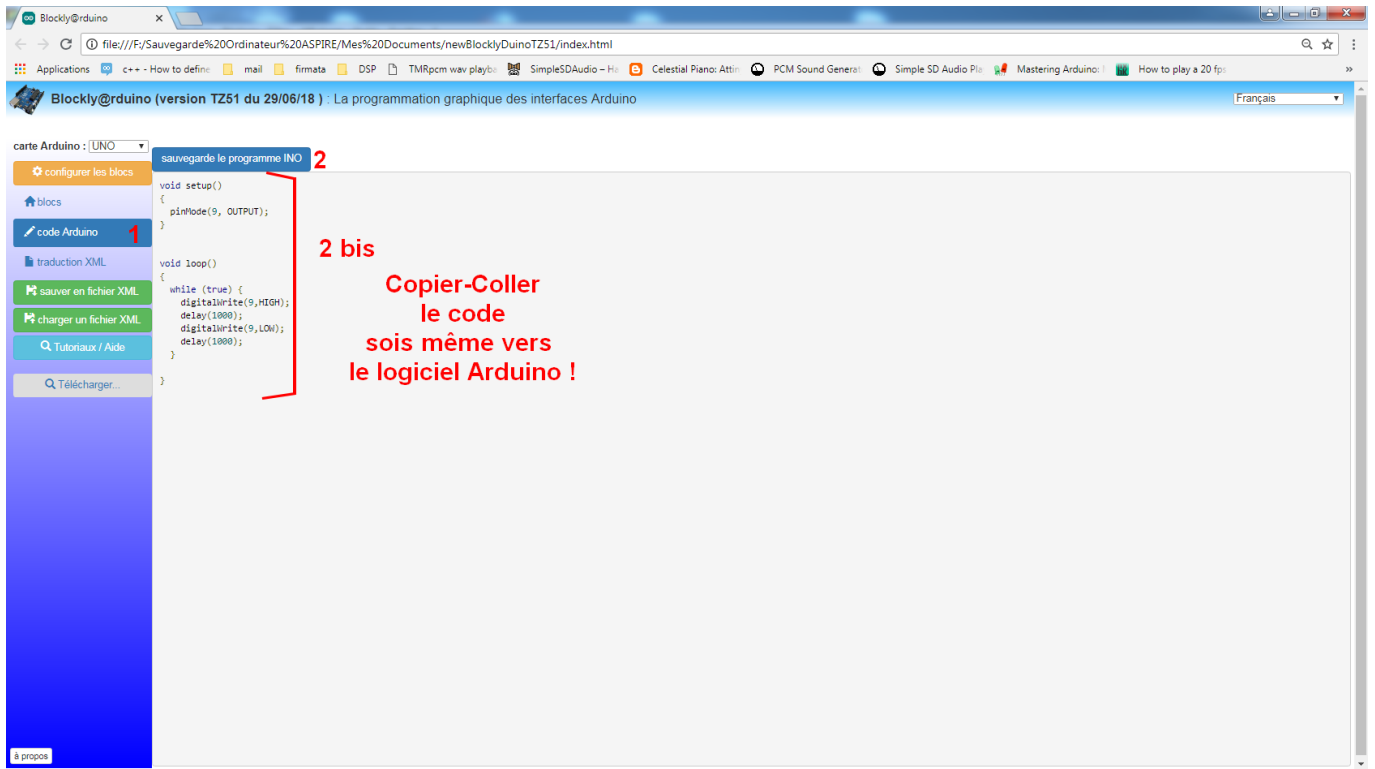 Blockly@rduino
file:///F:/Sauvegarde%20Ordinateur%20ASPIRE/Mes%20Documents/newBlocklyDuinoTZ51/index.html
Applications c++ - How to define mail firmata DSP TMRpcm wav playba SimpleSDAudio – Ha Celestial Piano: Attin PCM Sound Generat Simple SD Audio Pla Mastering Arduino: How to play a 20 fps »
Blockly@rduino (version TZ51 du 29/06/18 ) : La programmation graphique des interfaces Arduino
Français
carte Arduino : UNO
sauvegarde le programme INO 2
configurer les blocs
blocs
code Arduino 1
traduction XML
sauver en fichier XML
charger un fichier XML
Tutoriaux / Aide
Télécharger...
void setup()
{
pinMode(9, OUTPUT);
}
void loop()
{
while (true) {
digitalWrite(9,HIGH);
delay(1000);
digitalWrite(9,LOW);
delay(1000);
}
}
2 bis
Copier-Coller
le code
sois même vers
le logiciel Arduino !
à propos